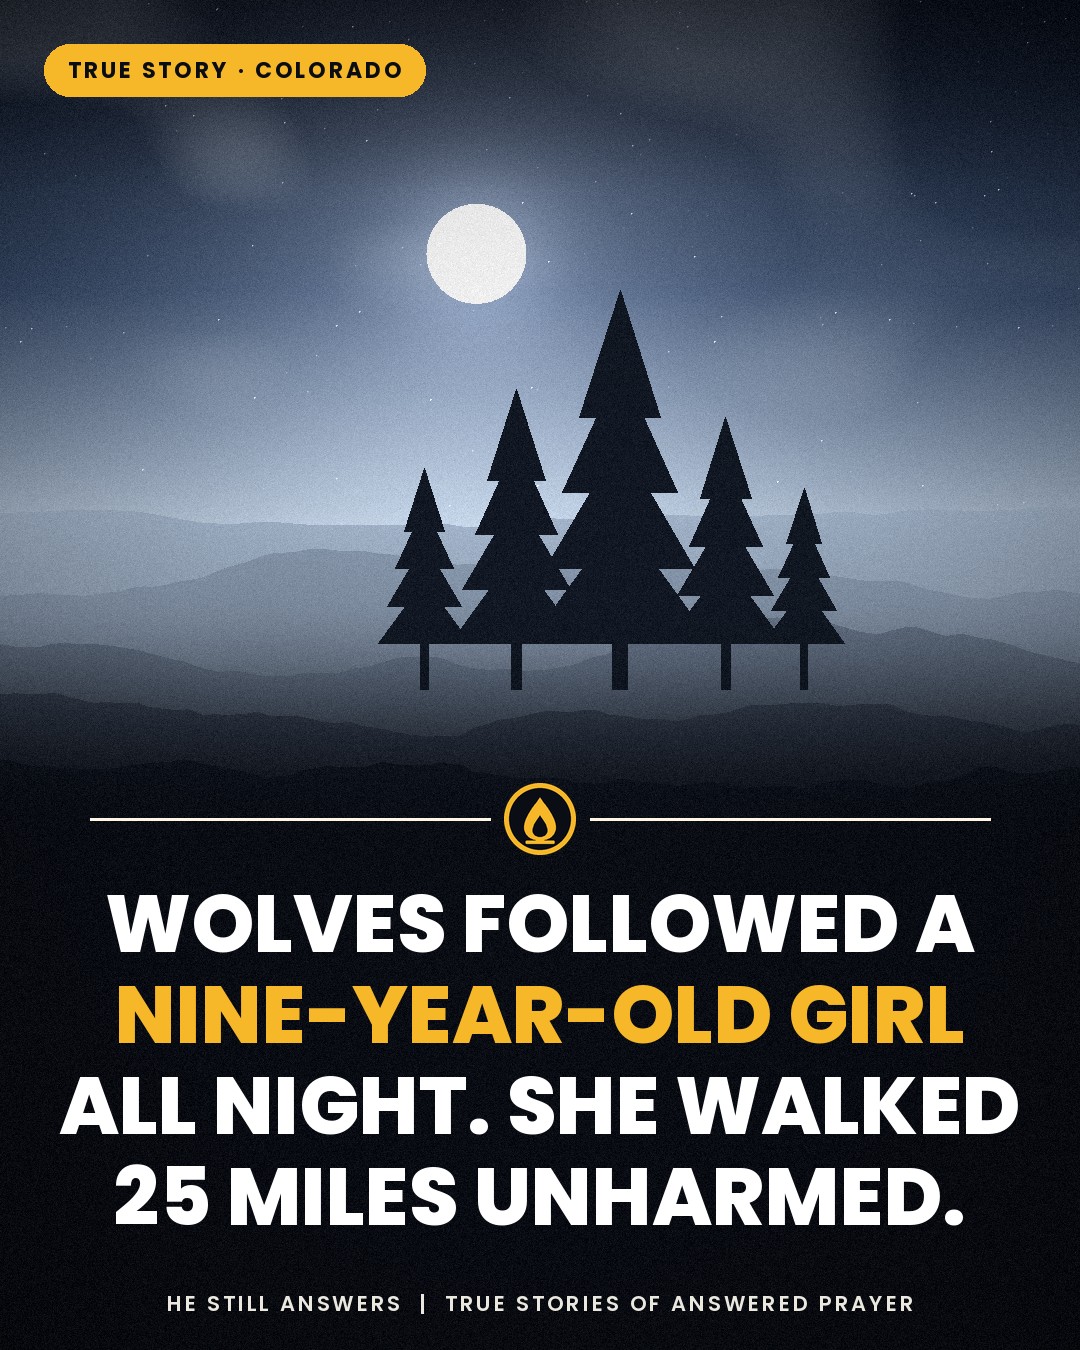 TRUE STORY · COLORADO
WOLVES FOLLOWED A
NINE-YEAR-OLD GIRL
ALL NIGHT. SHE WALKED
25 MILES UNHARMED.
HE STILL ANSWERS | TRUE STORIES OF ANSWERED PRAYER